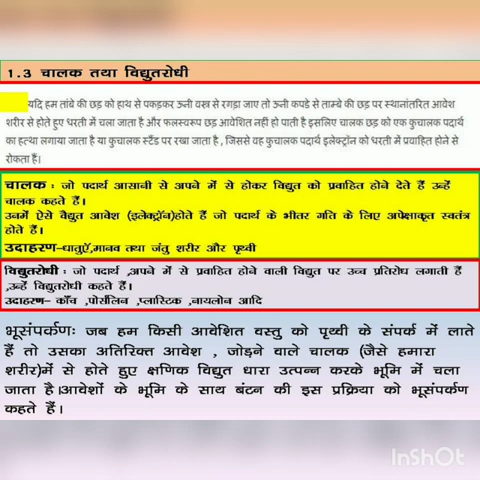 1.3 चालक तथा विद्युतरोधी
यदि हम तांबे की छड़ को हाथ से पकड़कर ऊनी वस्त्र से रगड़ा जाए तो ऊनी कपडे से ताम्बे की छड़ पर स्थानांतरित आवेश
शरीर से होते हुए धरती में चला जाता है और फलस्वरूप छड़ आवेशित नहीं हो पाती है इसलिए चालक छड़ को एक कुचालक पदार्थ
का हत्था लगाया जाता है या कुचालक स्टैंड पर रखा जाता है , जिससे वह कुचालक पदार्थ इलेक्ट्रॉन को धरती में प्रवाहित होने से
रोकता हैं।
चालक : जो पदार्थ आसानी से अपने में से होकर विद्युत को प्रवाहित होने देते हैं उन्हें
चालक कहते हैं।
उनमें ऐसे वैद्युत आवेश (इलेक्ट्रॉन)होते हैं जो पदार्थ के भीतर गति के लिए अपेक्षाकृत स्वतंत्र
होते हैं।
उदाहरण–धातुएँ,मानव तथा जंतु शरीर और पृथ्वी
विद्युतरोधी : जो पदार्थ ,अपने में से प्रवाहित होने वाली विद्युत पर उच्च प्रतिरोध लगाती हैं
,उन्हें विद्युतरोधी कहते हैं।
उदाहरण– काँच ,पोर्सेलिन ,प्लास्टिक ,नायलोन आदि
भूसंपर्कणः जब हम किसी आवेशित वस्तु को पृथ्वी के संपर्क में लाते
हैं तो उसका अतिरिक्त आवेश , जोड़ने वाले चालक (जैसे हमारा
शरीर)में से होते हुए क्षणिक विद्युत धारा उत्पन्न करके भूमि में चला
जाता है।आवेशों के भूमि के साथ बंटन की इस प्रक्रिया को भूसंपर्कण
कहते हैं।
InShOt